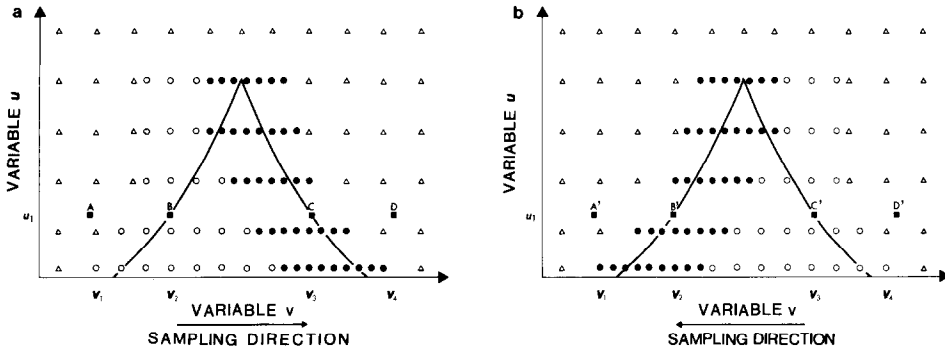 a
VARIABLE u
u1
A
B
C
D
v1
v2
v3
v4
VARIABLE v
SAMPLING DIRECTION
b
VARIABLE u
u1
A'
B'
C'
D'
v1
v2
v3
v4
VARIABLE v
SAMPLING DIRECTION